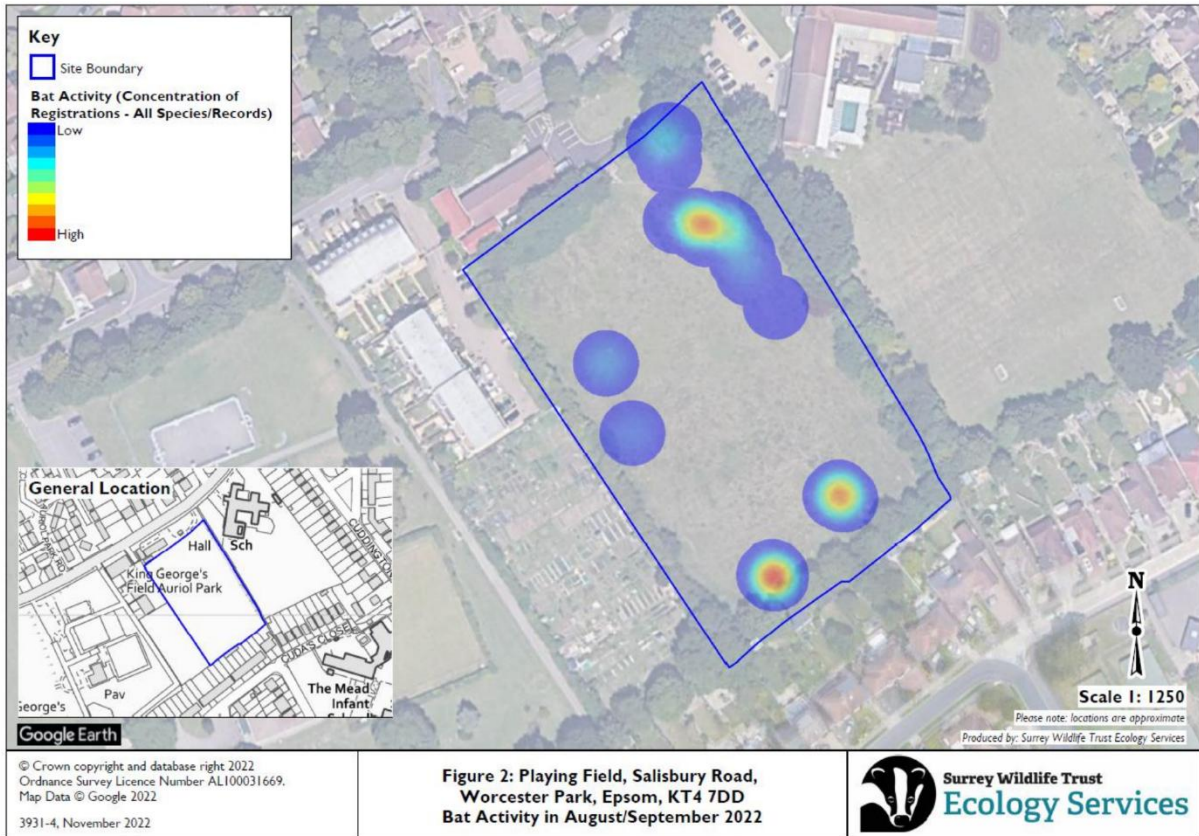 Key
Site Boundary
Bat Activity (Concentration of
Registrations - All Species/Records)
Low
High
General Location
Hall
Sch
King George's
Field Auriol Park
CUDDINGTON
CUDA'S CLOSE
Pav
George's
The Mead
Infant
Google Earth
N
Scale 1: 1250
Please note: locations are approximate
Produced by: Surrey Wildlife Trust Ecology Services
© Crown copyright and database right 2022
Ordnance Survey Licence Number AL100031669.
Map Data © Google 2022
3931-4, November 2022
Figure 2: Playing Field, Salisbury Road,
Worcester Park, Epsom, KT4 7DD
Bat Activity in August/September 2022
Surrey Wildlife Trust
Ecology Services